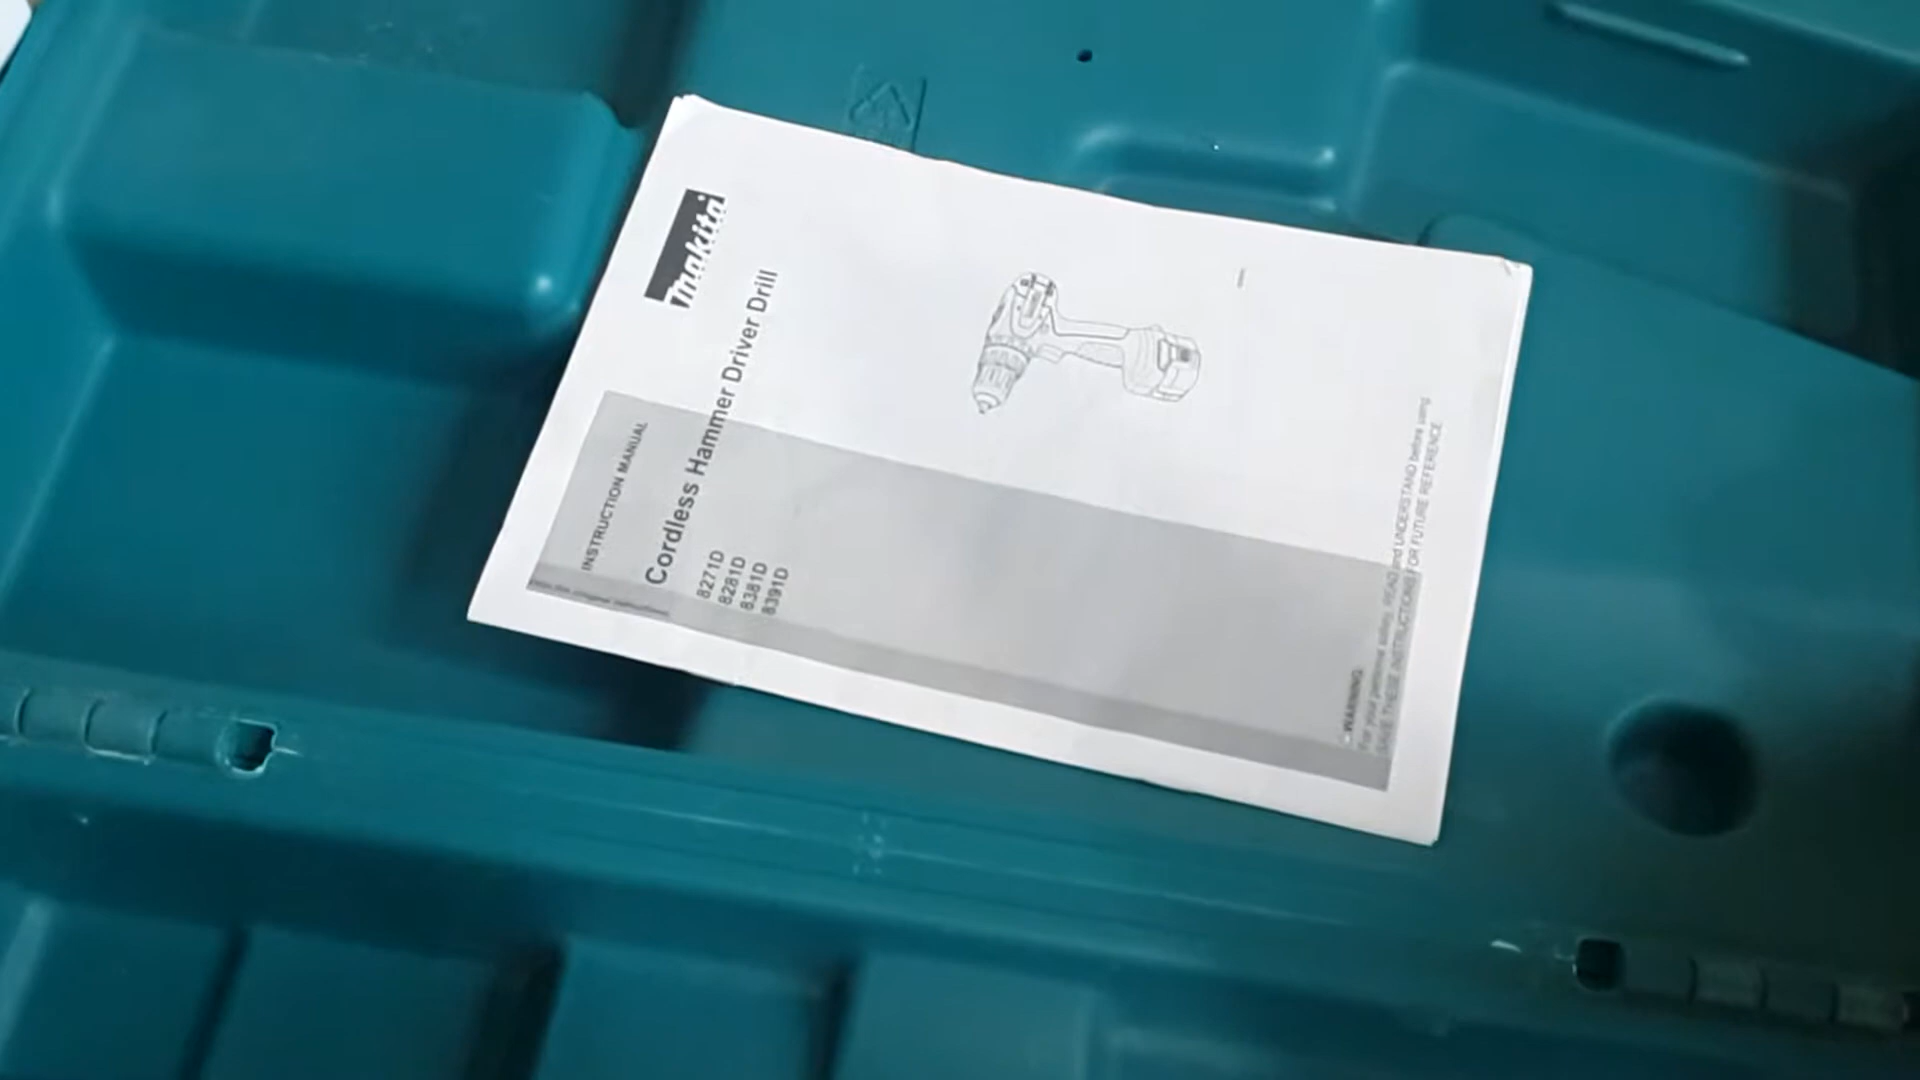 makita
INSTRUCTION MANUAL
Cordless Hammer Driver Drill
8271D
8281D
8381D
8391D
WARNING:
For your personal safety, READ and UNDERSTAND before using.
SAVE THESE INSTRUCTIONS FOR FUTURE REFERENCE.